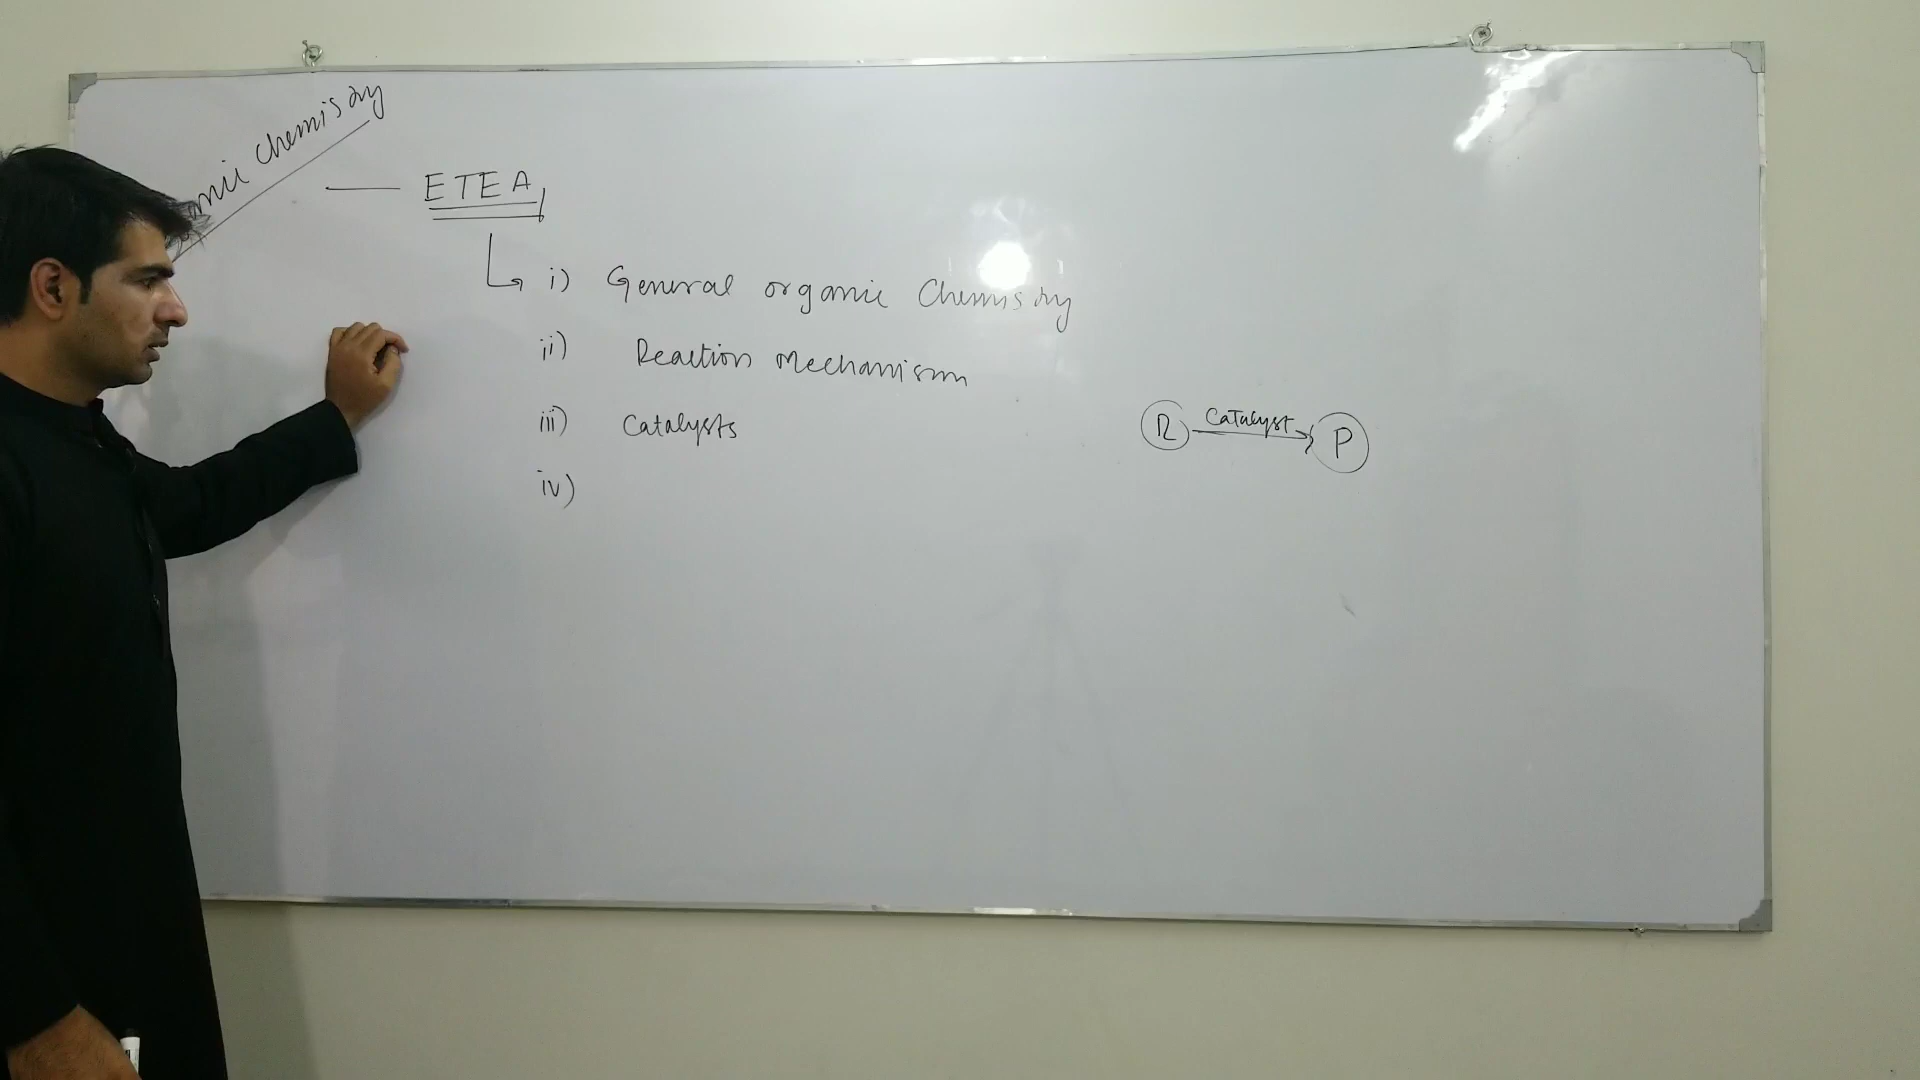 chemistry
ETEA
i) General organic Chemistry
ii) Reaction Mechanism
iii) Catalysts
R Catalyst P
iv)